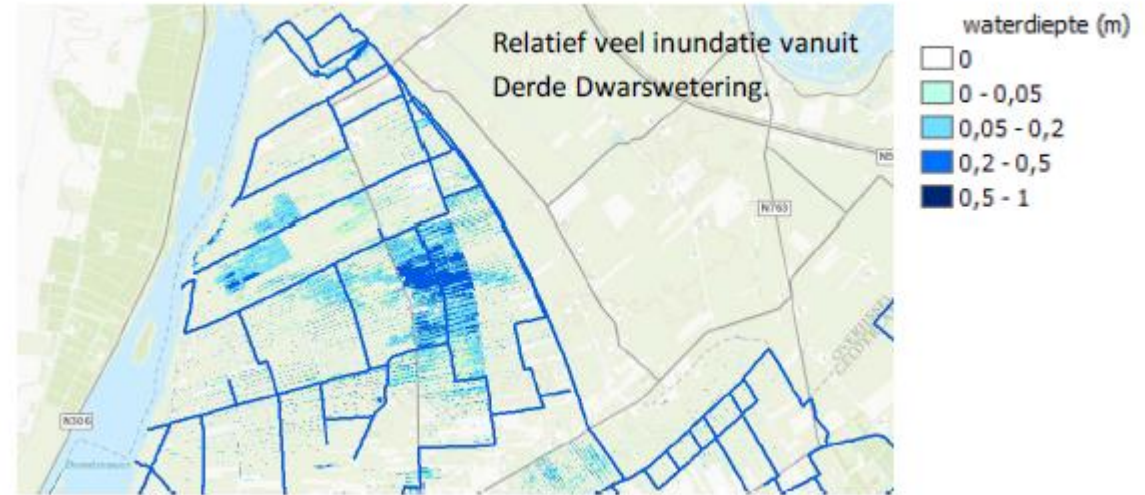 Relatief veel inundatie vanuit
Derde Dwarswetering.
waterdiepte (m)
0
0 - 0,05
0,05 - 0,2
0,2 - 0,5
0,5 - 1
N763
N306